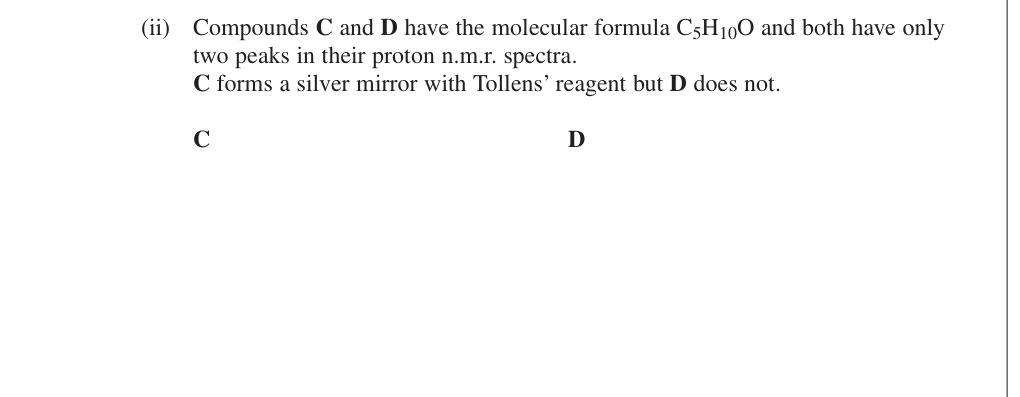 (ii) Compounds C and D have the molecular formula C₅H₁₀O and both have only
two peaks in their proton n.m.r. spectra.
C forms a silver mirror with Tollens’ reagent but D does not.
C D